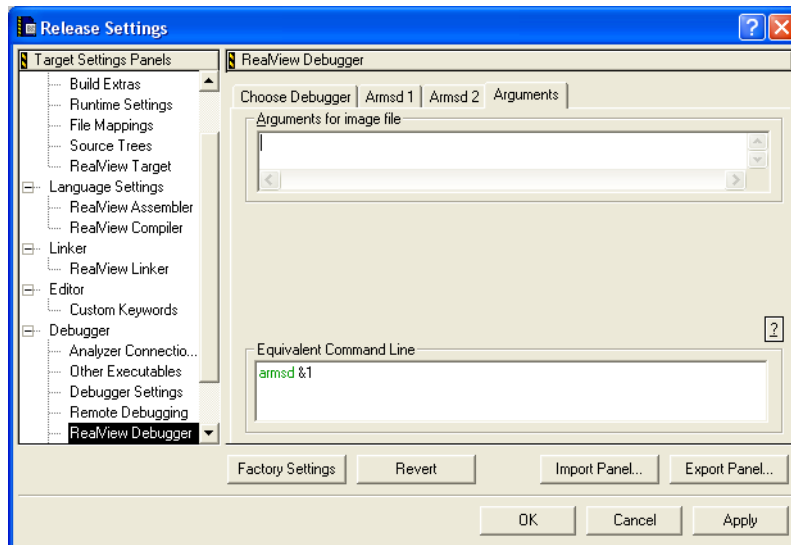 Release Settings
Target Settings Panels
Build Extras
Runtime Settings
File Mappings
Source Trees
RealView Target
Language Settings
RealView Assembler
RealView Compiler
Linker
RealView Linker
Editor
Custom Keywords
Debugger
Analyzer Connectio...
Other Executables
Debugger Settings
Remote Debugging
RealView Debugger
RealView Debugger
Choose Debugger Armsd 1 Armsd 2 Arguments
Arguments for image file
?
Equivalent Command Line
armsd &1
Factory Settings Revert Import Panel... Export Panel...
OK Cancel Apply